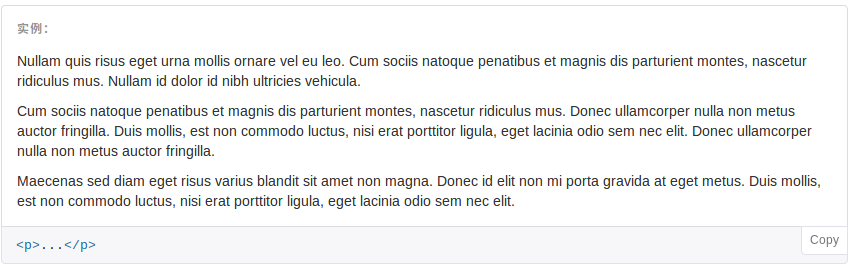 实例：
Nullam quis risus eget urna mollis ornare vel eu leo. Cum sociis natoque penatibus et magnis dis parturient montes, nascetur
ridiculus mus. Nullam id dolor id nibh ultricies vehicula.
Cum sociis natoque penatibus et magnis dis parturient montes, nascetur ridiculus mus. Donec ullamcorper nulla non metus
auctor fringilla. Duis mollis, est non commodo luctus, nisi erat porttitor ligula, eget lacinia odio sem nec elit. Donec ullamcorper
nulla non metus auctor fringilla.
Maecenas sed diam eget risus varius blandit sit amet non magna. Donec id elit non mi porta gravida at eget metus. Duis mollis,
est non commodo luctus, nisi erat porttitor ligula, eget lacinia odio sem nec elit.
Copy
<p>...</p>